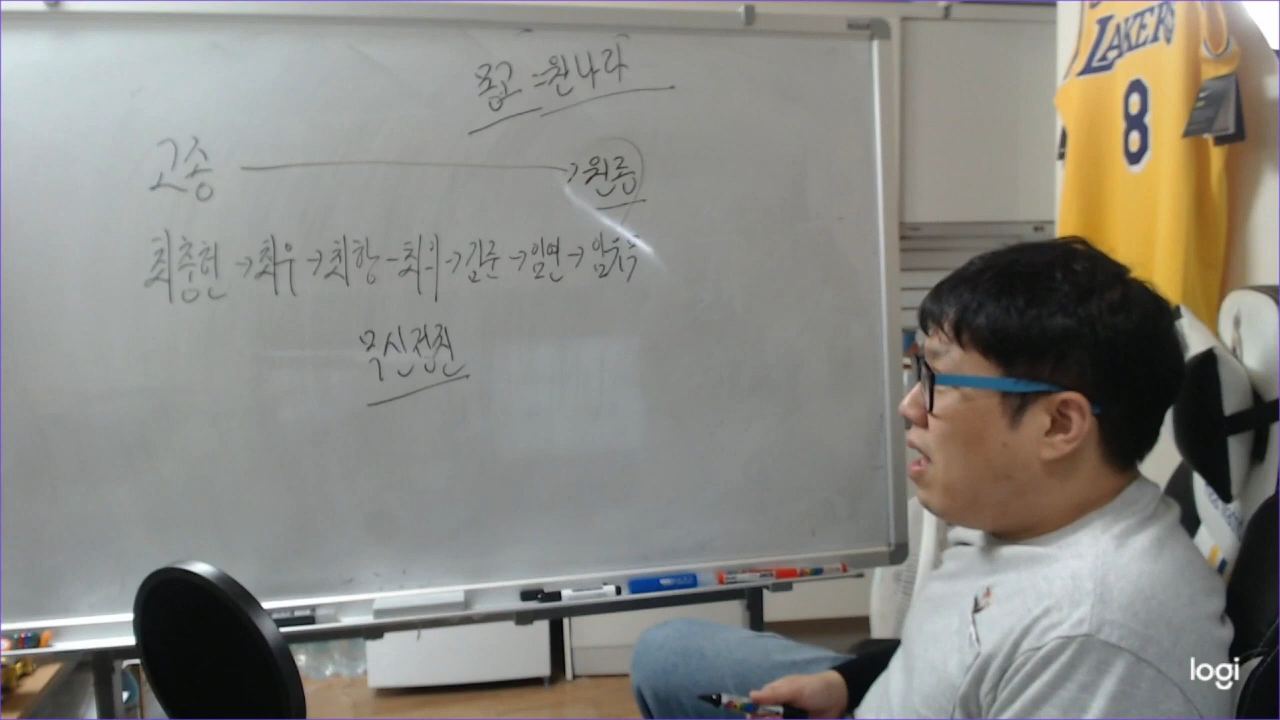 몽고 = 원나라
고종 → 원종
최충헌 → 최우 → 최항 - 최의 → 김준 → 임연 → 임유무
무신정권
LAKERS
8
logi